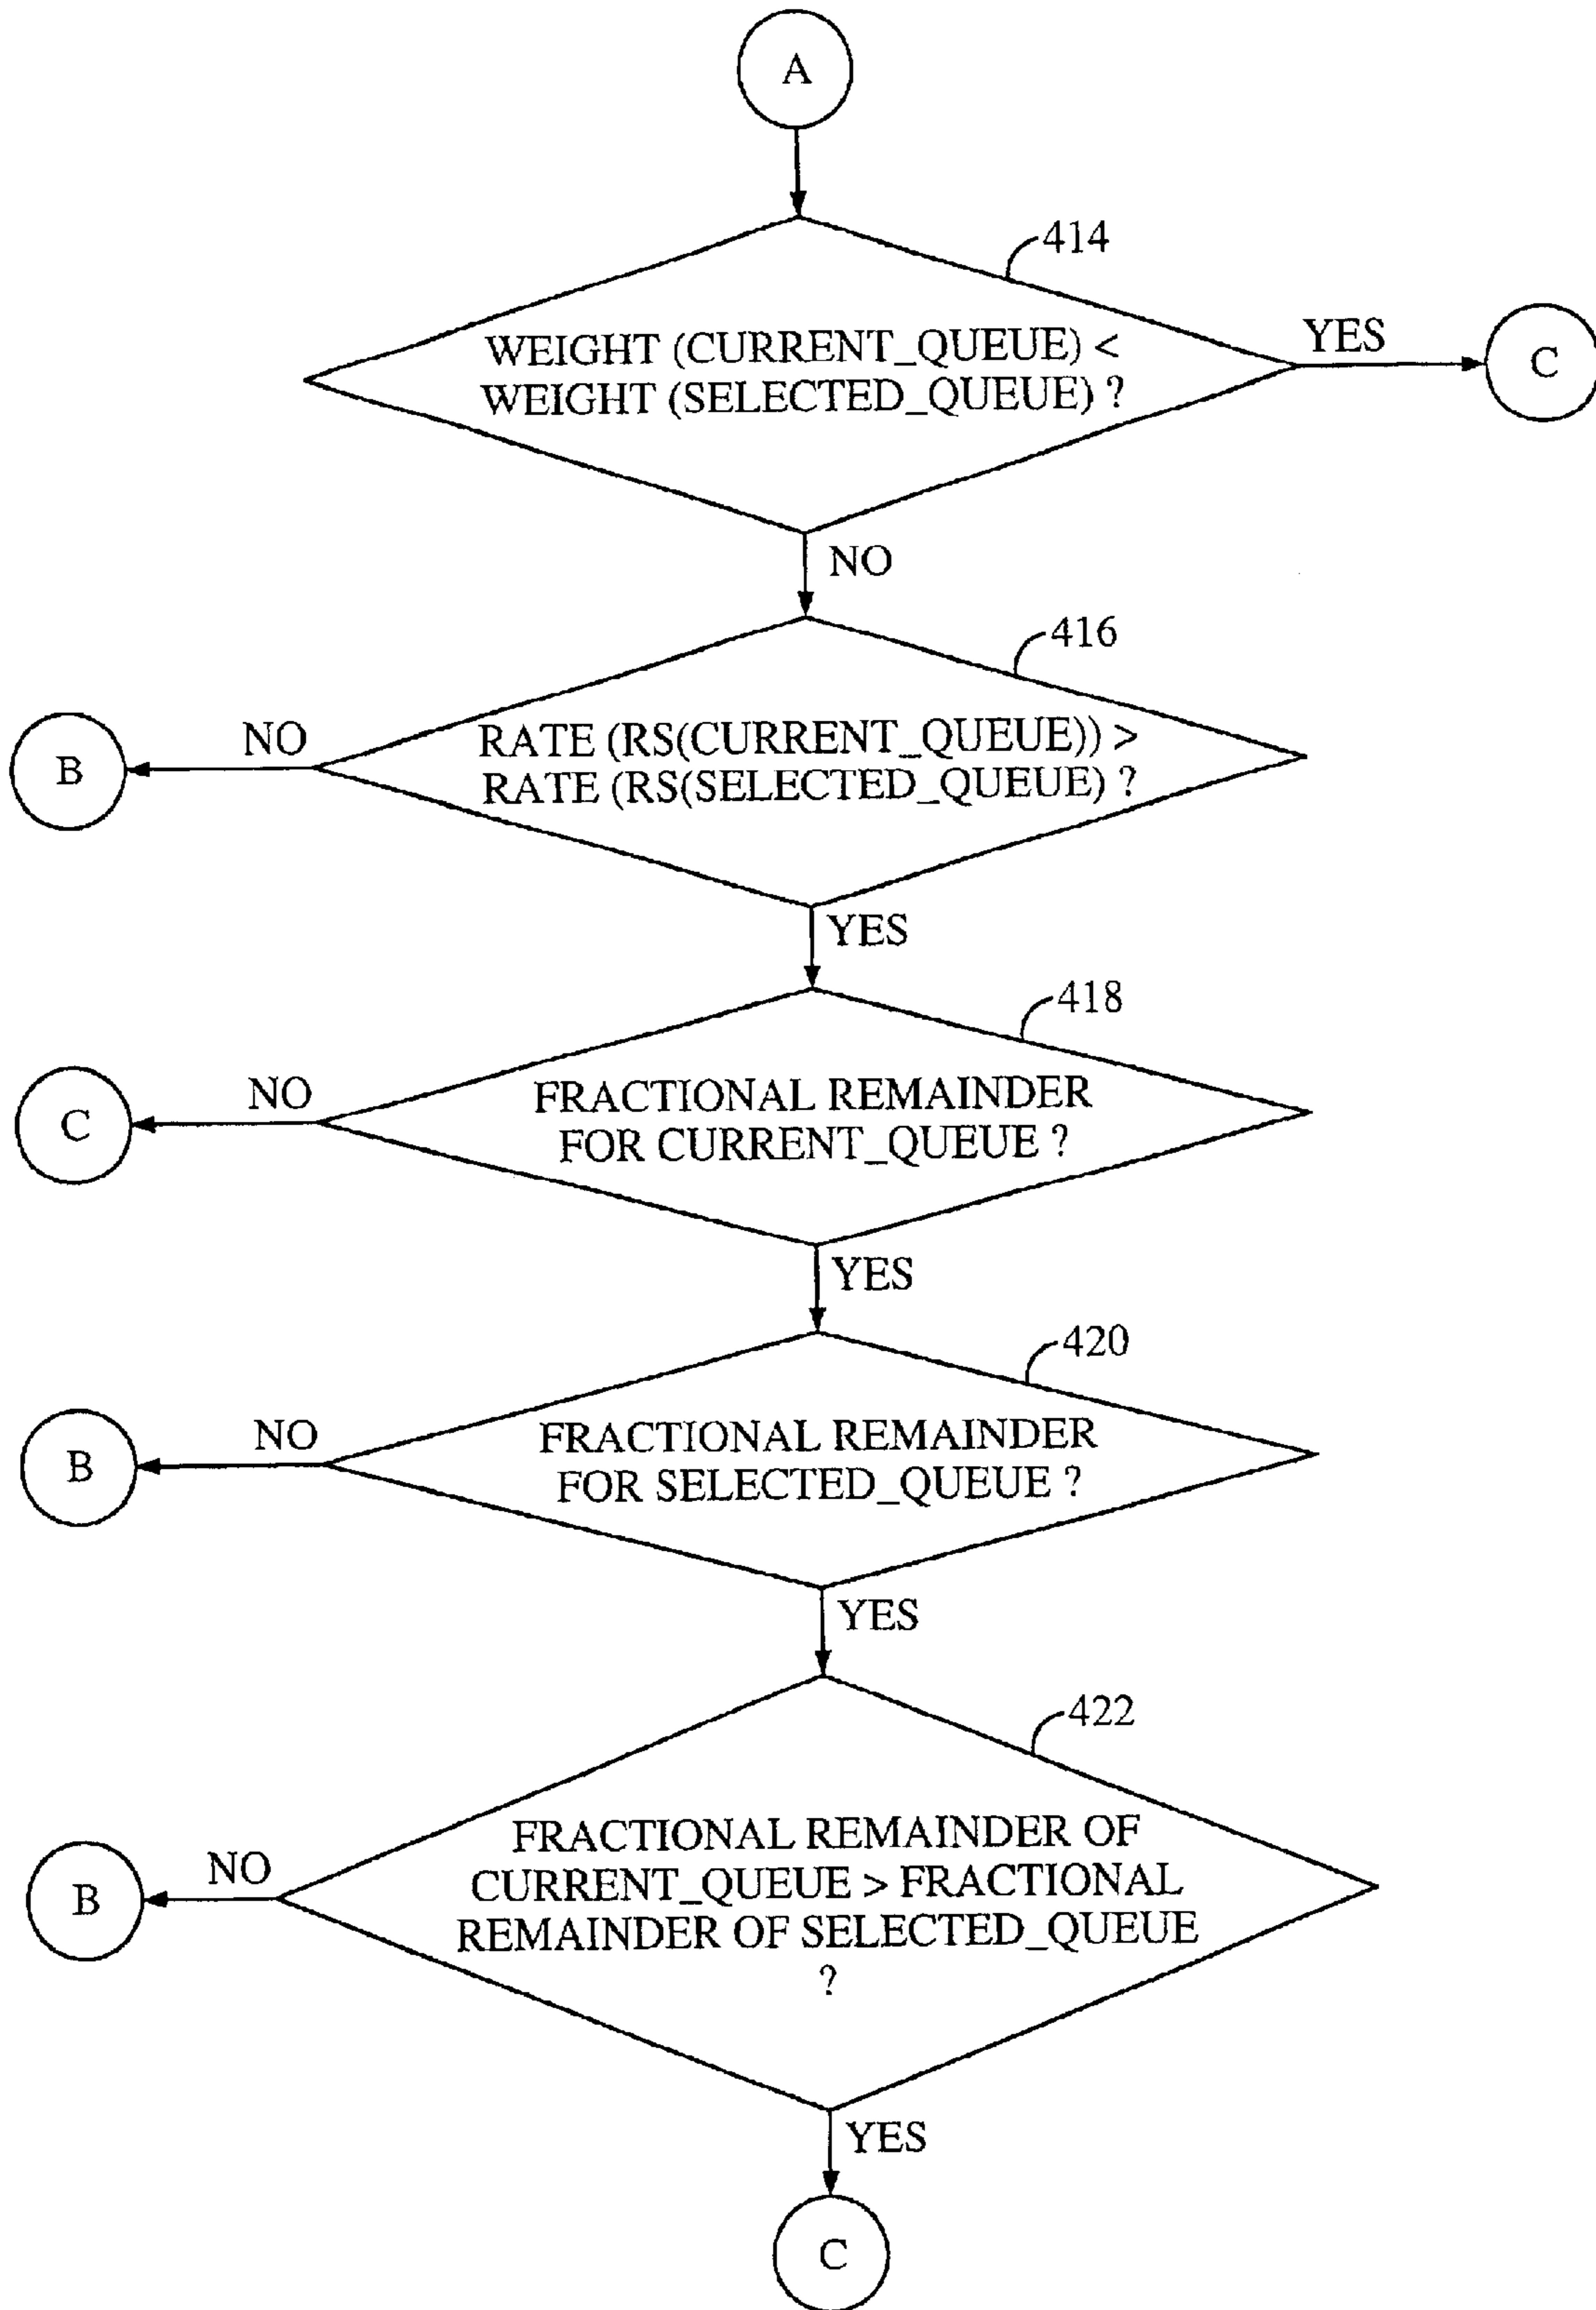 A
414
WEIGHT (CURRENT_QUEUE) <
WEIGHT (SELECTED_QUEUE) ?
YES
C
NO
416
RATE (RS(CURRENT_QUEUE)) >
RATE (RS(SELECTED_QUEUE) ?
NO
B
YES
418
FRACTIONAL REMAINDER
FOR CURRENT_QUEUE ?
NO
C
YES
420
FRACTIONAL REMAINDER
FOR SELECTED_QUEUE ?
NO
B
YES
422
FRACTIONAL REMAINDER OF
CURRENT_QUEUE > FRACTIONAL
REMAINDER OF SELECTED_QUEUE
?
NO
B
YES
C